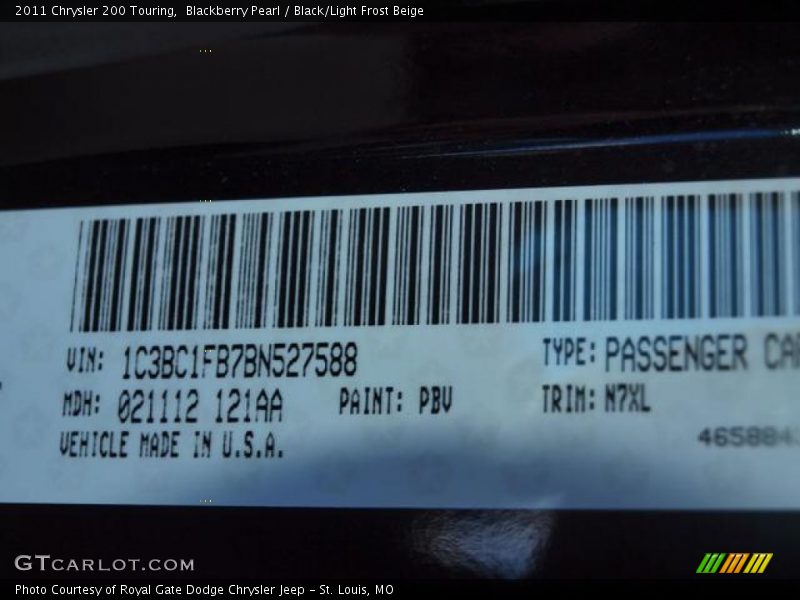 2011 Chrysler 200 Touring,  Blackberry Pearl / Black/Light Frost Beige
VIN: 1C3BC1FB7BN527588
TYPE: PASSENGER
MDH: 021112 121AA
PAINT: PBV
TRIM: N7XL
VEHICLE MADE IN U.S.A.
GTCARLOT.COM
Photo Courtesy of Royal Gate Dodge Chrysler Jeep - St. Louis, MO